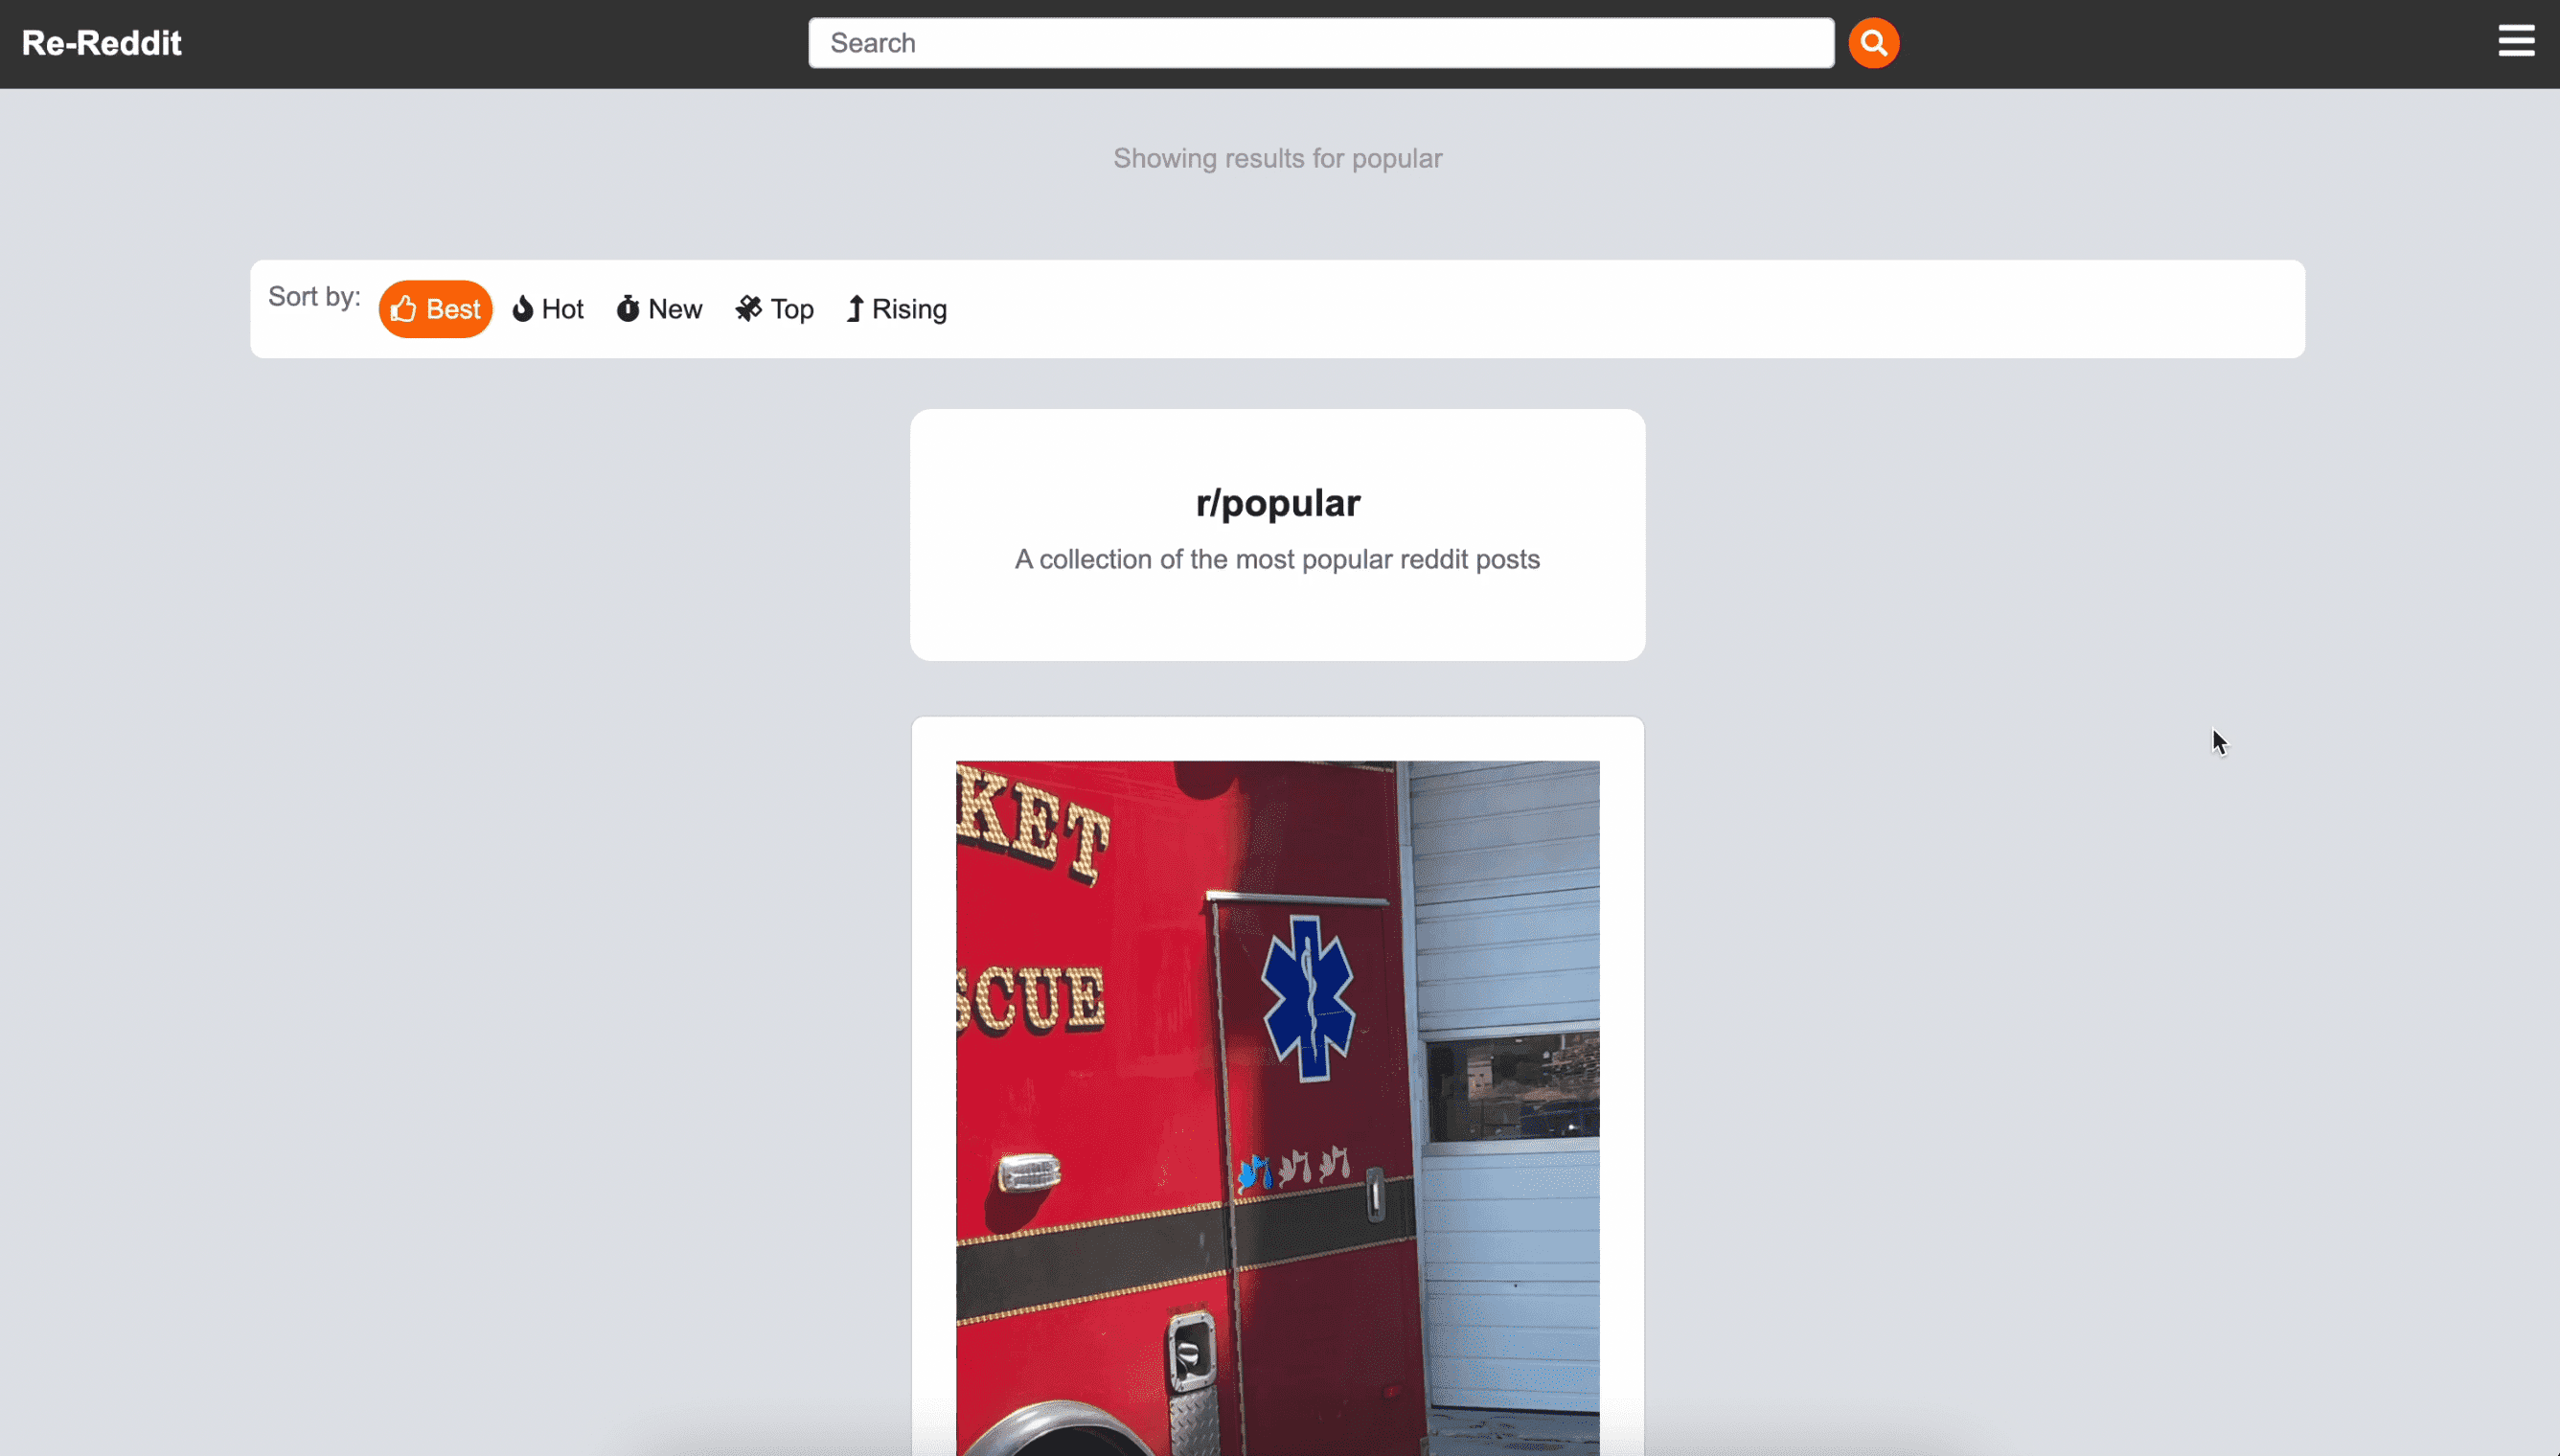 Re-Reddit
Search
Showing results for popular
Sort by: Best Hot New Top Rising
r/popular
A collection of the most popular reddit posts
KET
SCUE